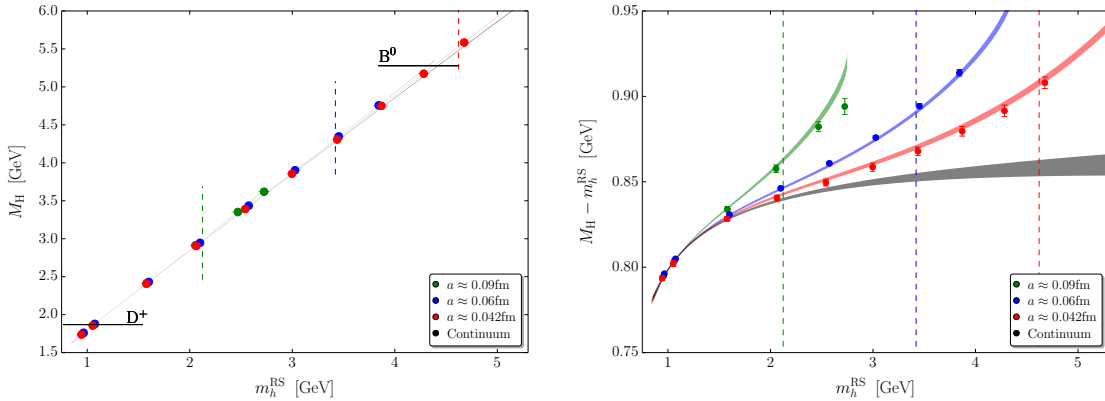 6.0
5.5
5.0
4.5
4.0
3.5
3.0
2.5
2.0
1.5
M_H [GeV]
B⁰
D⁺
a ≈ 0.09fm
a ≈ 0.06fm
a ≈ 0.042fm
Continuum
1 2 3 4 5
m_h^RS [GeV]
0.95
0.90
0.85
0.80
0.75
M_H − m_h^RS [GeV]
a ≈ 0.09fm
a ≈ 0.06fm
a ≈ 0.042fm
Continuum
1 2 3 4 5
m_h^RS [GeV]